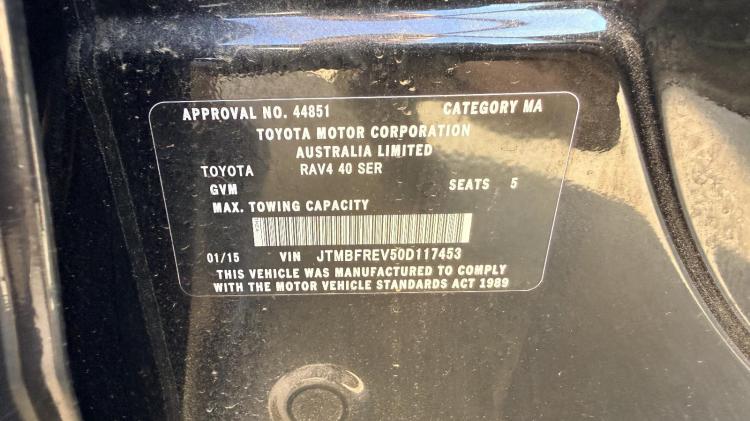 APPROVAL NO. 44851 CATEGORY MA
TOYOTA MOTOR CORPORATION
AUSTRALIA LIMITED
TOYOTA RAV4 40 SER
GVM SEATS 5
MAX. TOWING CAPACITY
01/15 VIN JTMBFREV50D117453
THIS VEHICLE WAS MANUFACTURED TO COMPLY
WITH THE MOTOR VEHICLE STANDARDS ACT 1989